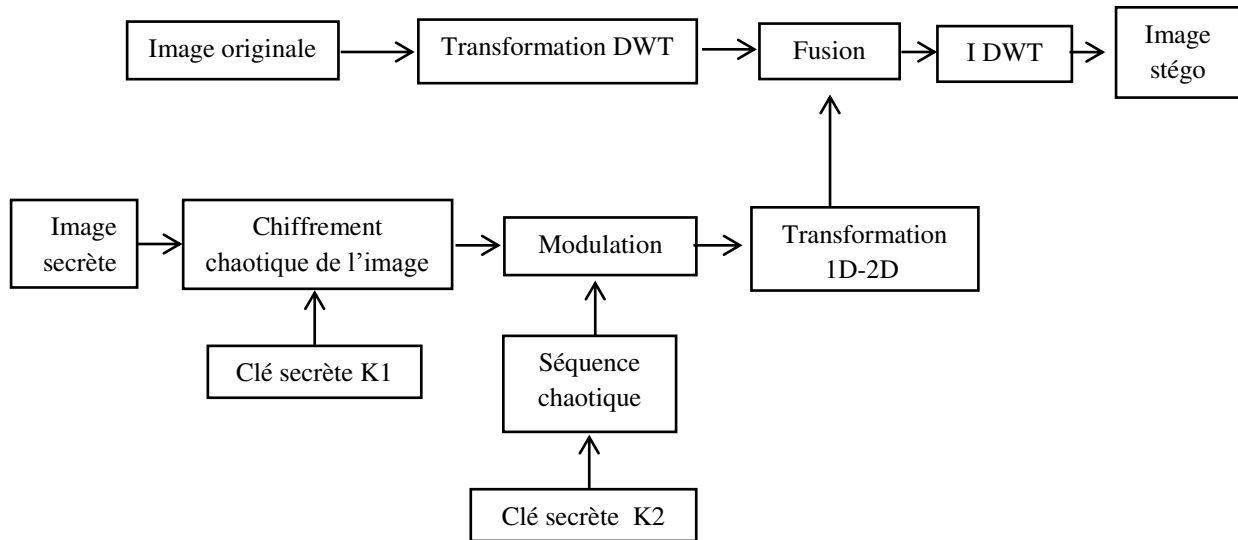 Image originale
Transformation DWT
Fusion
I DWT
Image
stégo
Image
secrète
Chiffrement
chaotique de l’image
Modulation
Transformation
1D-2D
Clé secrète K1
Séquence
chaotique
Clé secrète K2